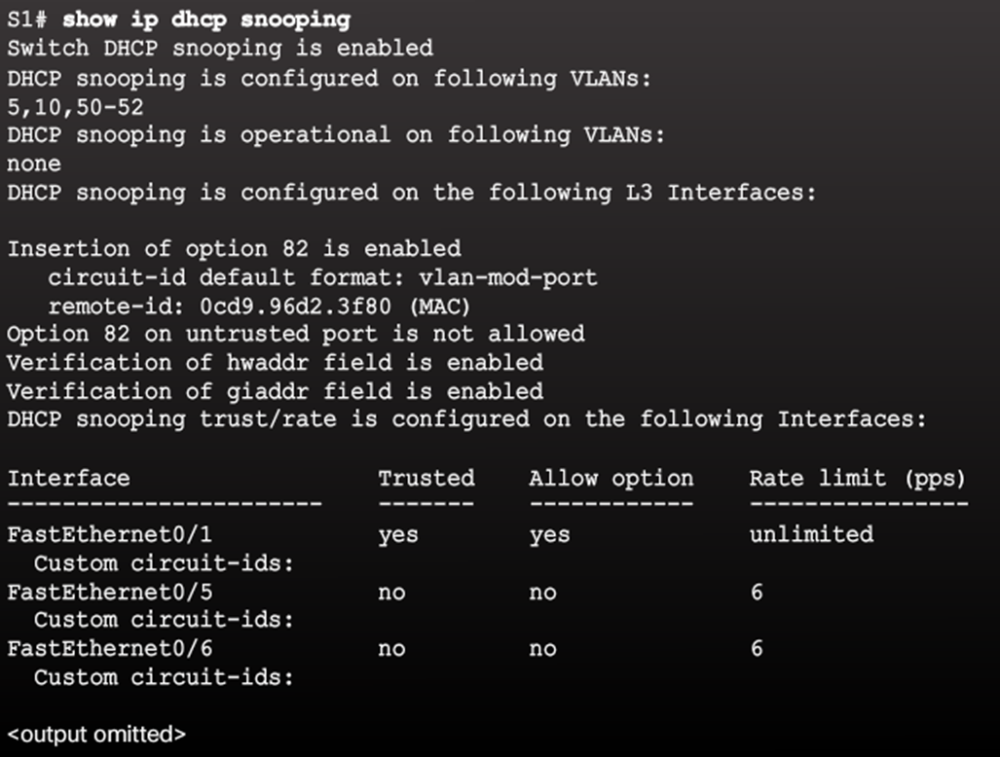 S1# show ip dhcp snooping
Switch DHCP snooping is enabled
DHCP snooping is configured on following VLANs:
5,10,50-52
DHCP snooping is operational on following VLANs:
none
DHCP snooping is configured on the following L3 Interfaces:
Insertion of option 82 is enabled
   circuit-id default format: vlan-mod-port
   remote-id: 0cd9.96d2.3f80 (MAC)
Option 82 on untrusted port is not allowed
Verification of hwaddr field is enabled
Verification of giaddr field is enabled
DHCP snooping trust/rate is configured on the following Interfaces:
Interface                  Trusted    Allow option    Rate limit (pps)
-----------------------    -------    ------------    ----------------
FastEthernet0/1            yes        yes             unlimited
  Custom circuit-ids:
FastEthernet0/5            no         no              6
  Custom circuit-ids:
FastEthernet0/6            no         no              6
  Custom circuit-ids:
<output omitted>